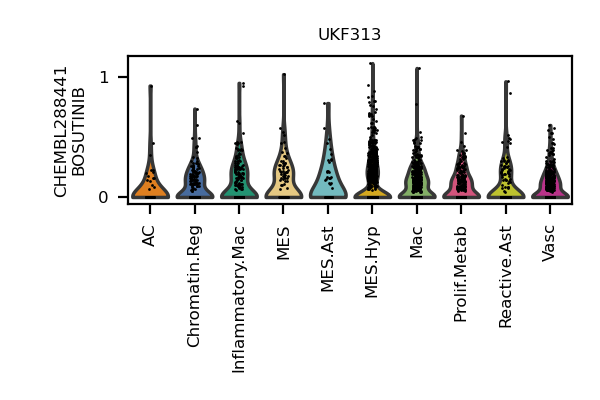 UKF313
CHEMBL288441
BOSUTINIB
1
0
AC
Chromatin.Reg
Inflammatory.Mac
MES
MES.Ast
MES.Hyp
Mac
Prolif.Metab
Reactive.Ast
Vasc